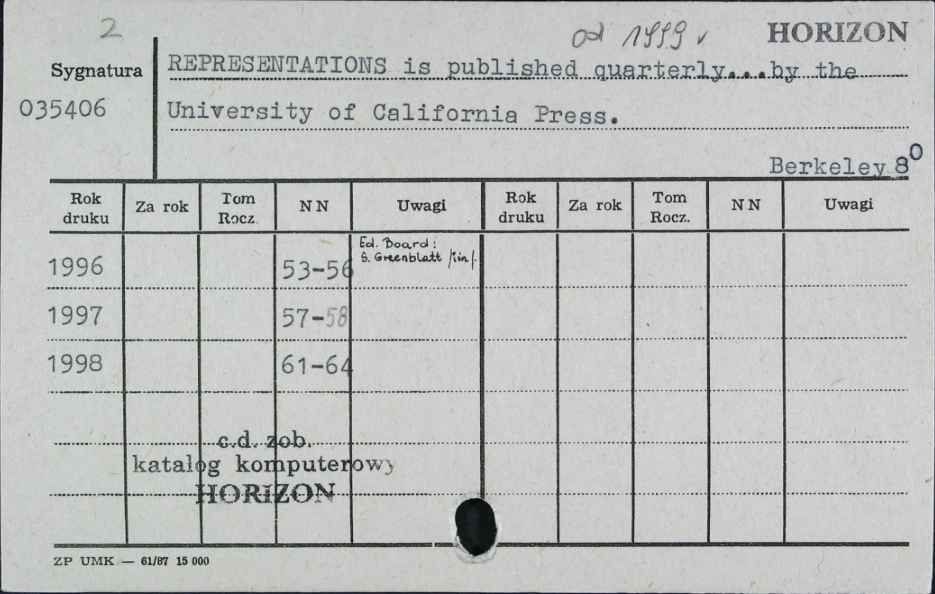 2
od 1999 v HORIZON
Sygnatura
035406
REPRESENTATIONS is published quarterly...by the
University of California Press.
Berkeley 8⁰
Rok druku Za rok Tom Rocz. N N Uwagi Rok druku Za rok Tom Rocz. N N Uwagi
1996 53-56 Ed. Board:
S. Greenblatt /in/.
1997 57-58
1998 61-64
c.d. zob.
katalog komputerowy
HORIZON
ZP UMK — 61/87 15 000